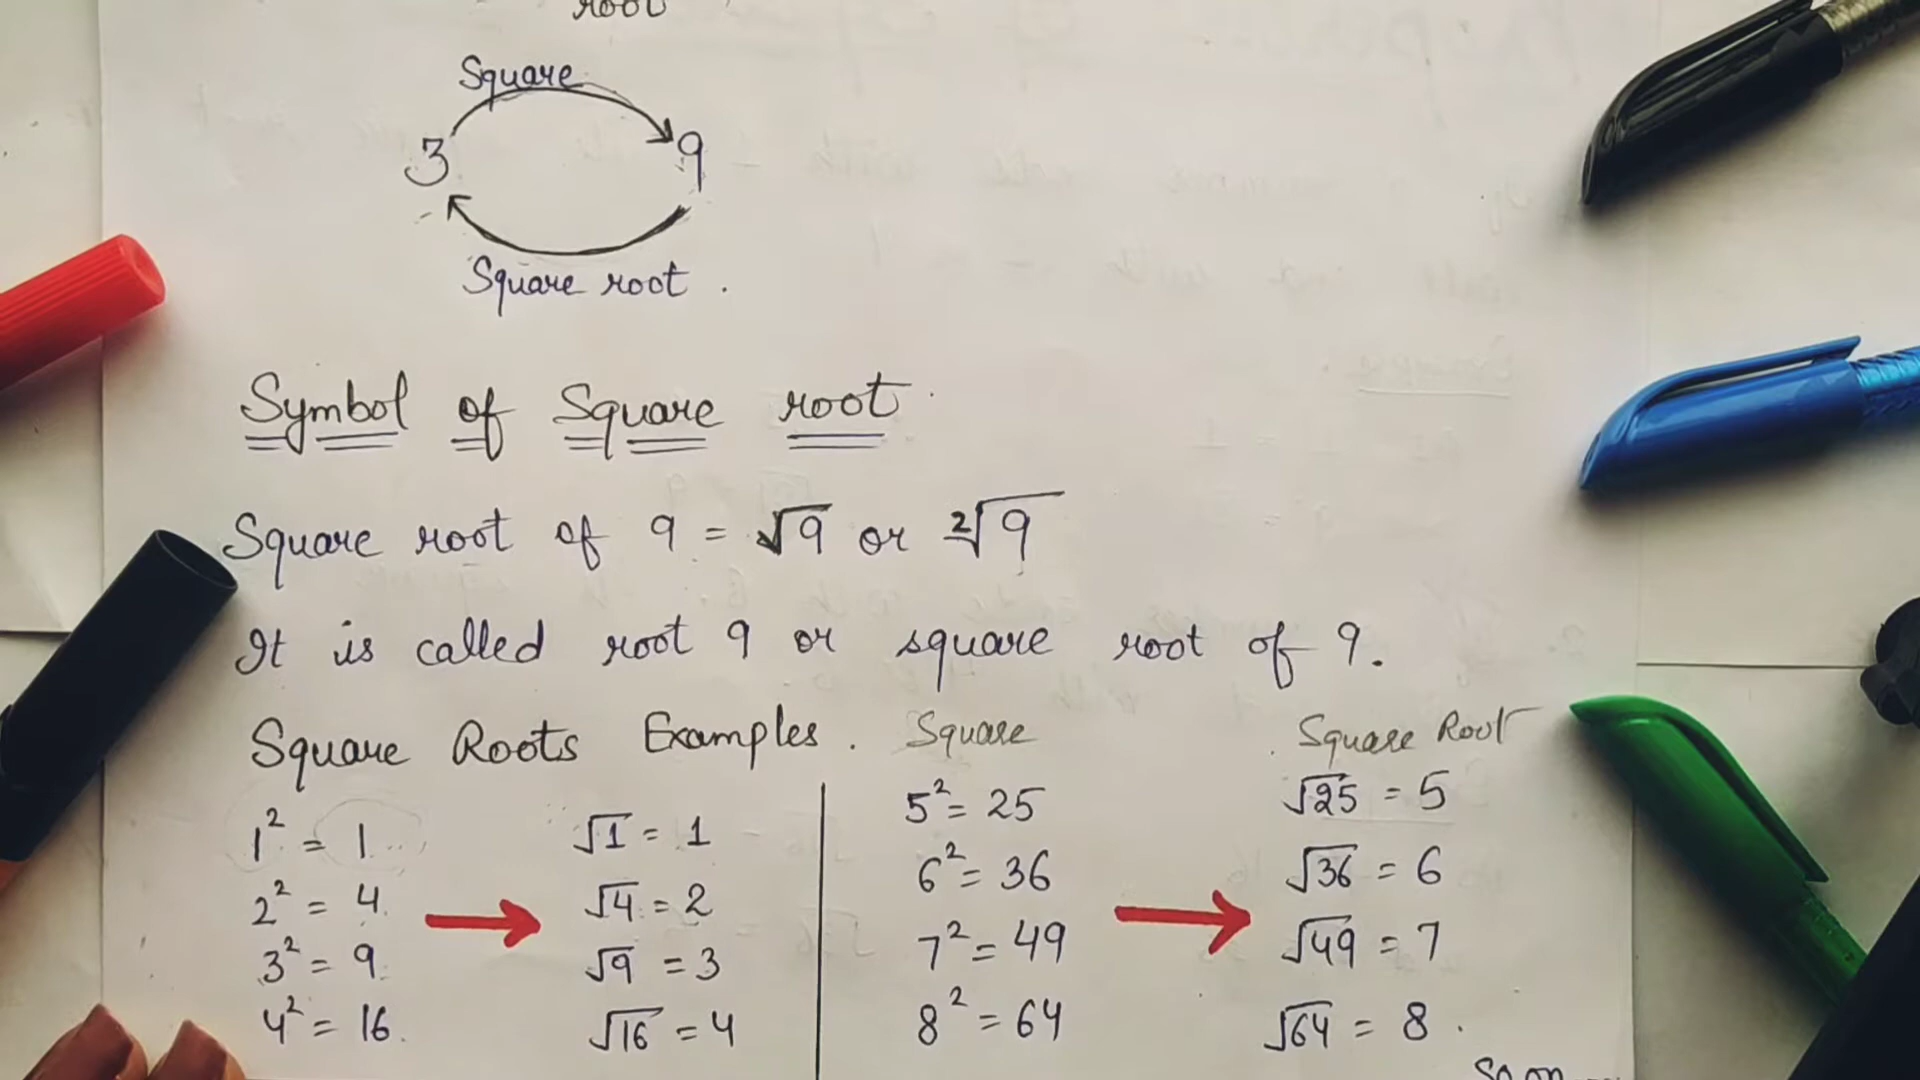 root
Square
3 9
Square root .
Symbol of Square root
Square root of 9 = √9 or ²√9
It is called root 9 or square root of 9.
Square Roots Examples . Square Square Root
1² = 1 √1 = 1 5² = 25 √25 = 5
2² = 4 √4 = 2 6² = 36 √36 = 6
3² = 9 √9 = 3 7² = 49 √49 = 7
4² = 16 √16 = 4 8² = 64 √64 = 8 .